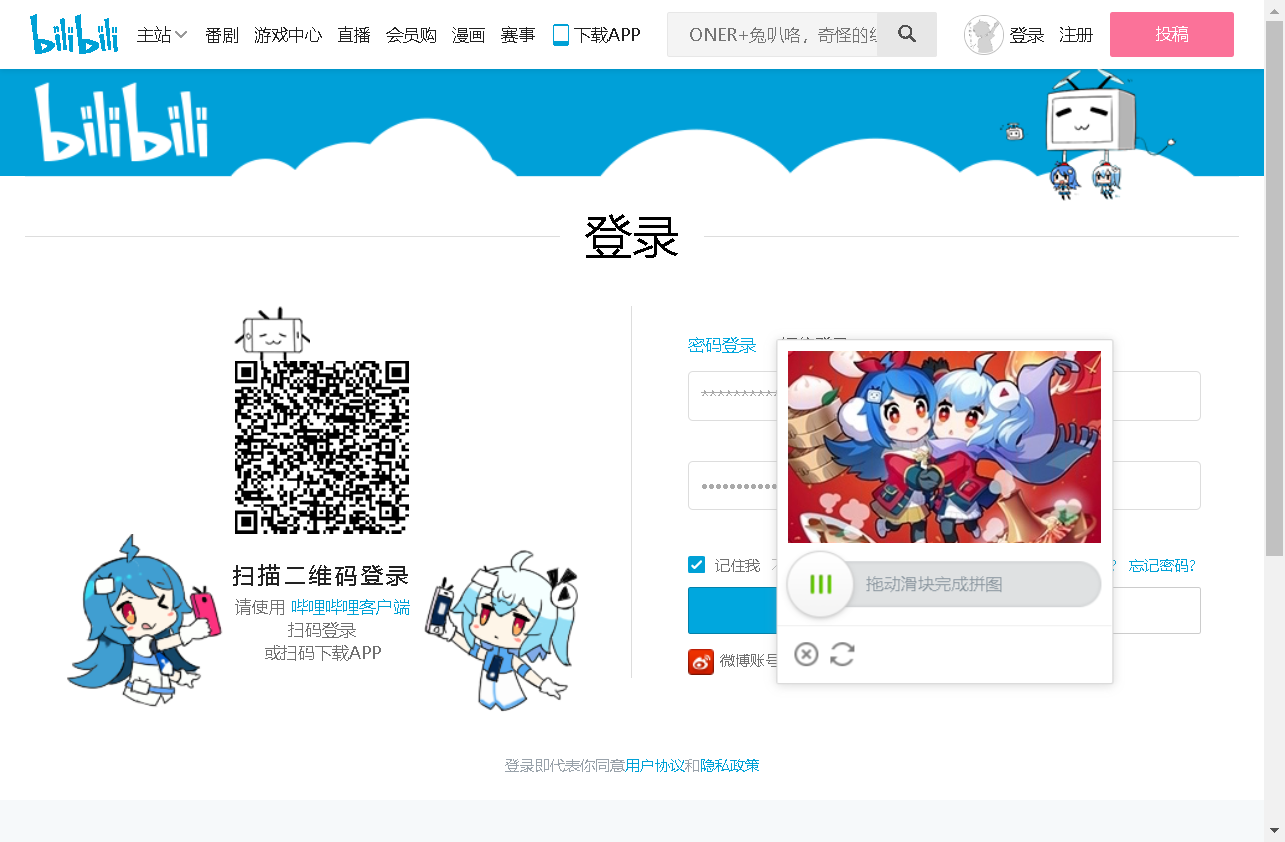 bilibili
主站
番剧
游戏中心
直播
会员购
漫画
赛事
下载APP
ONER+兔叭咯，奇怪的
登录
注册
投稿
bilibili
登录
扫描二维码登录
请使用 哔哩哔哩客户端
扫码登录
或扫码下载APP
密码登录
***********
•••••••••••
记住我
忘记密码?
拖动滑块完成拼图
微博账号
登录即代表你同意用户协议和隐私政策